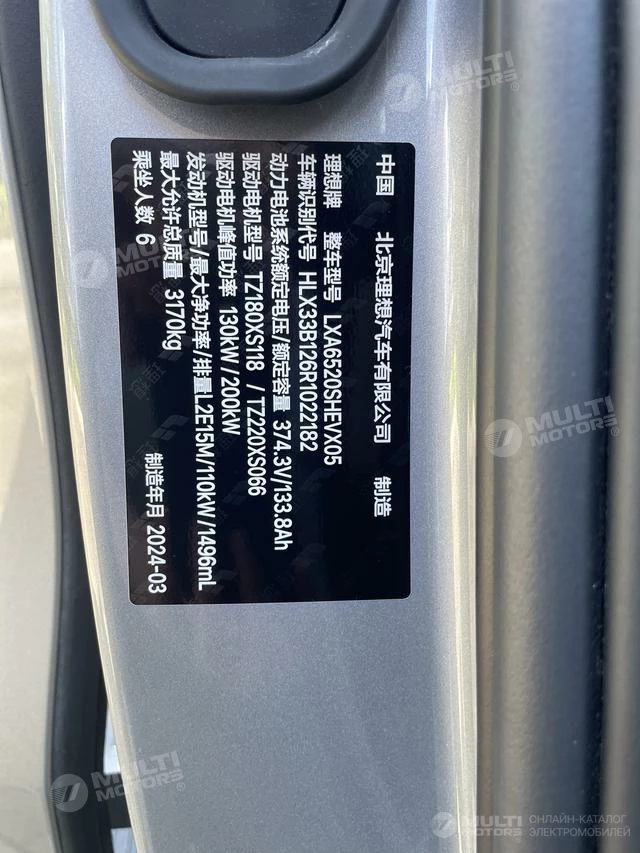 中国 北京理想汽车有限公司 制造
理想牌 整车型号 LXA6520SHEVX05
车辆识别代号 HLX33B126R1022182
动力电池系统额定电压/额定容量 374.3V/133.8Ah
驱动电机型号 TZ180XS118 / TZ220XS066
驱动电机峰值功率 130kW/200kW
发动机型号/最大净功率/排量L2E15M/110kW/1496mL
最大允许总质量 3170kg
乘坐人数 6 制造年月 2024-03
MULTI MOTORS
MULTI MOTORS
MULTI MOTORS
MULTI MOTORS
MULTI MOTORS
ОНЛАЙН-КАТАЛОГ
ЭЛЕКТРОМОБИЛЕЙ